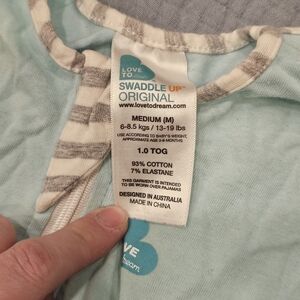 LOVE
TO
SWADDLE UP
ORIGINAL
www.lovetodream.com
MEDIUM (M)
6-8.5 kgs / 13-19 lbs
USE ACCORDING TO BABY'S WEIGHT,
APPROXIMATE AGE 3-6 MONTHS
1.0 TOG
93% COTTON
7% ELASTANE
THIS GARMENT IS INTENDED
TO BE WORN OVER PAJAMAS
DESIGNED IN AUSTRALIA
MADE IN CHINA
VE
dream